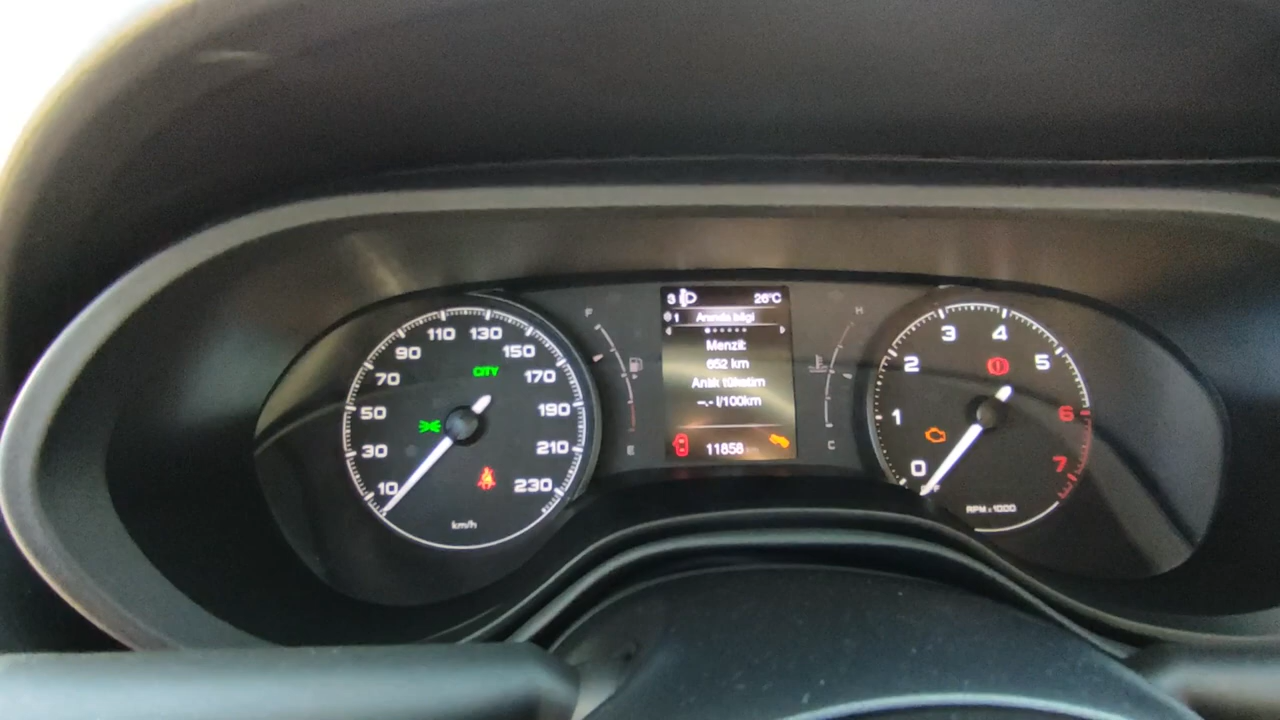 10
30
50
70
90
110
130
150
170
190
210
230
CITY
km/h
F
E
3
26°C
1
Anında bilgi
Menzil:
652 km
Anlık tüketim
–.– l/100km
11858 km
H
C
0
1
2
3
4
5
6
7
RPM x 1000